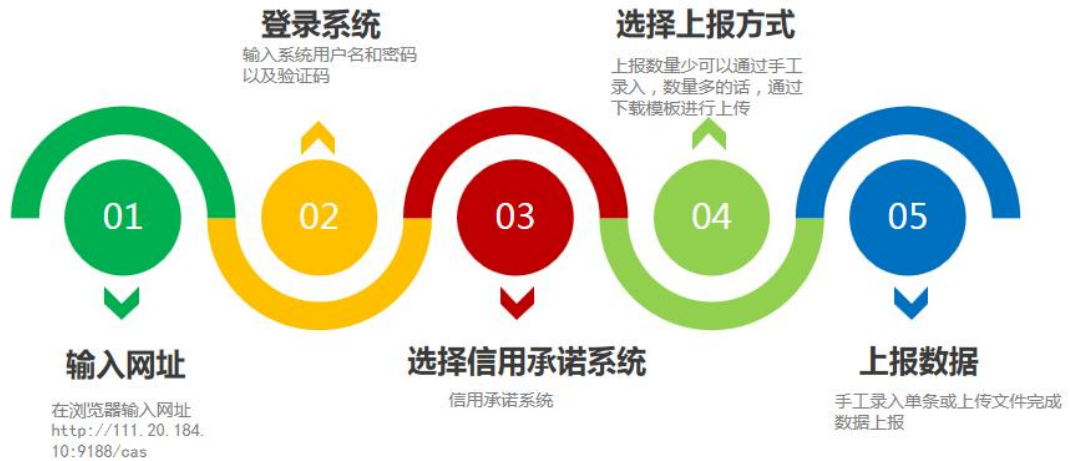 登录系统
输入系统用户名和密码
以及验证码
选择上报方式
上报数量少可以通过手工
录入，数量多的话，通过
下载模板进行上传
01
02
03
04
05
输入网址
在浏览器输入网址
http://111.20.184.
10:9188/cas
选择信用承诺系统
信用承诺系统
上报数据
手工录入单条或上传文件完成
数据上报